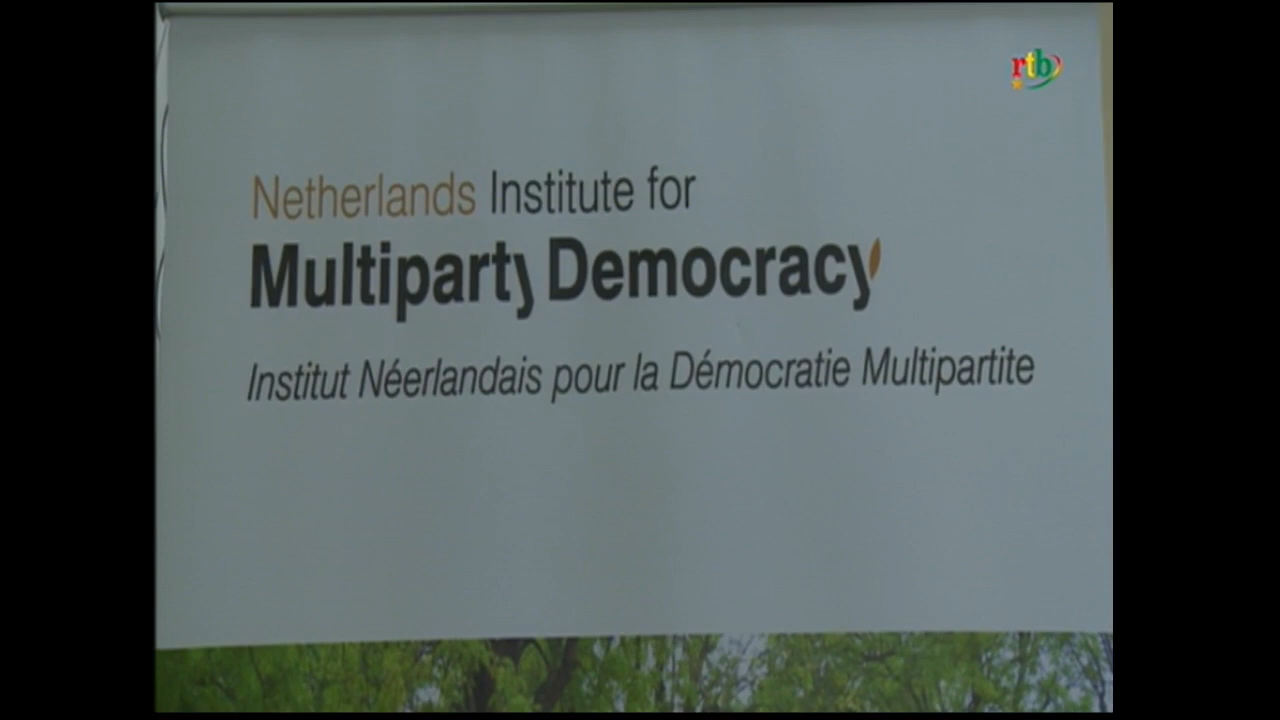 rtb
Netherlands Institute for
Multiparty Democracy
Institut Néerlandais pour la Démocratie Multipartite